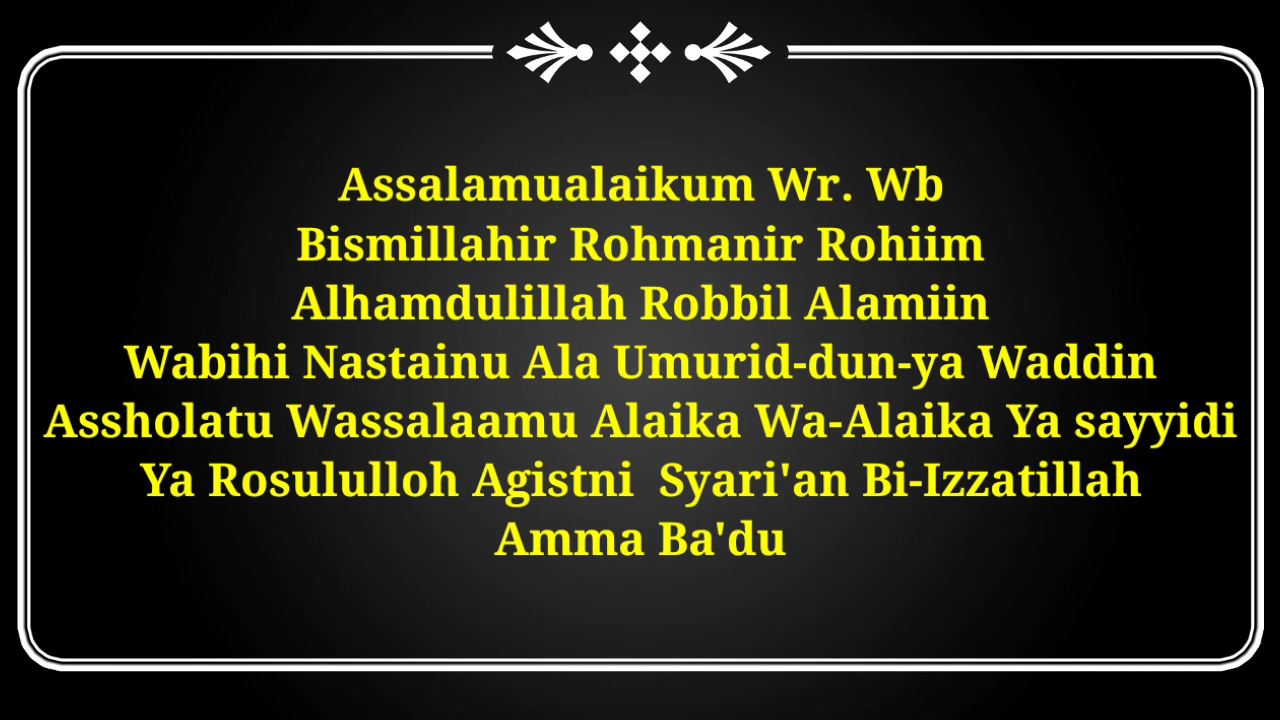 Assalamualaikum Wr. Wb
Bismillahir Rohmanir Rohiim
Alhamdulillah Robbil Alamiin
Wabihi Nastainu Ala Umurid-dun-ya Waddin
Assholatu Wassalaamu Alaika Wa-Alaika Ya sayyidi
Ya Rosululloh Agistni  Syari'an Bi-Izzatillah
Amma Ba'du